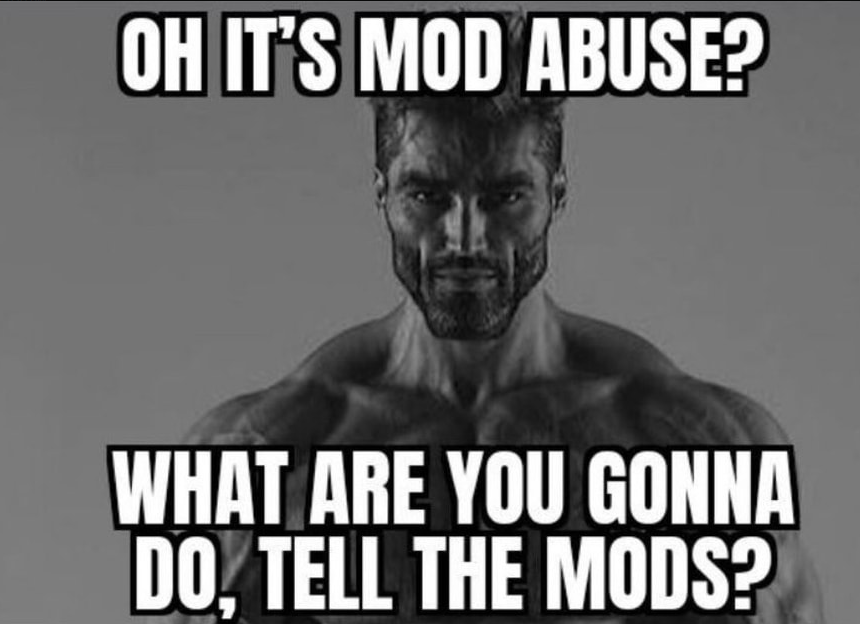 OH IT'S MOD ABUSE?
WHAT ARE YOU GONNA
DO, TELL THE MODS?